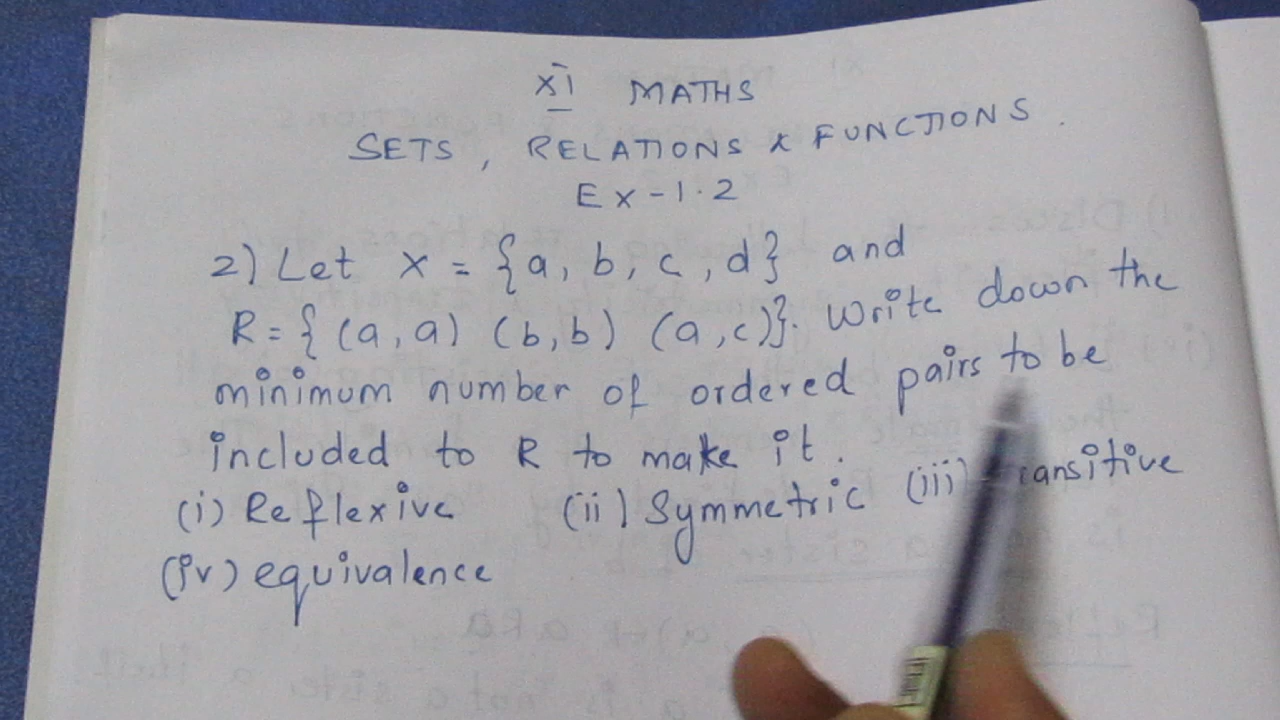 XI MATHS
SETS, RELATIONS & FUNCTIONS.
Ex-1.2
2) Let X = {a, b, c, d} and
R = { (a,a) (b,b) (a,c)}. Write down the
minimum number of ordered pairs to be
included to R to make it.
(i) Reflexive (ii) Symmetric (iii) transitive
(iv) equivalence